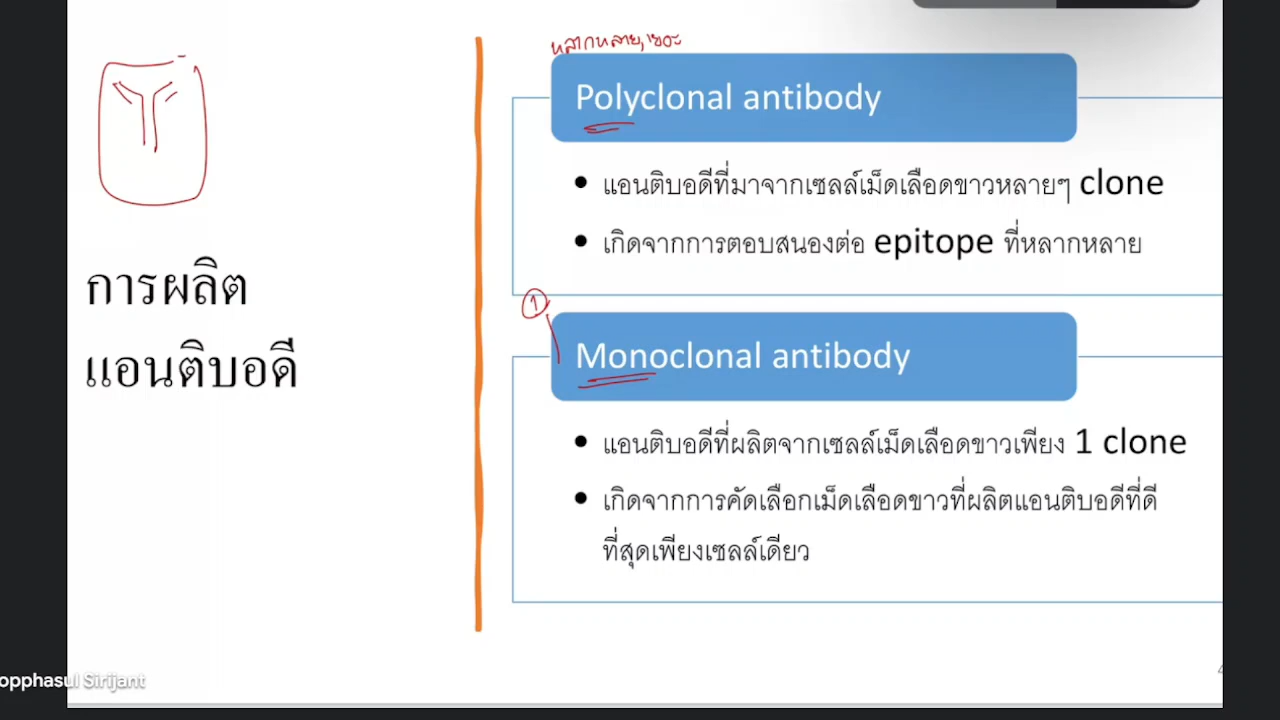 การผลิต
แอนติบอดี
หลากหลาย, เยอะ
Polyclonal antibody
• แอนติบอดีที่มาจากเซลล์เม็ดเลือดขาวหลายๆ clone
• เกิดจากการตอบสนองต่อ epitope ที่หลากหลาย
1
Monoclonal antibody
• แอนติบอดีที่ผลิตจากเซลล์เม็ดเลือดขาวเพียง 1 clone
• เกิดจากการคัดเลือกเม็ดเลือดขาวที่ผลิตแอนติบอดีที่ดี
ที่สุดเพียงเซลล์เดียว
opphasul Sirijant